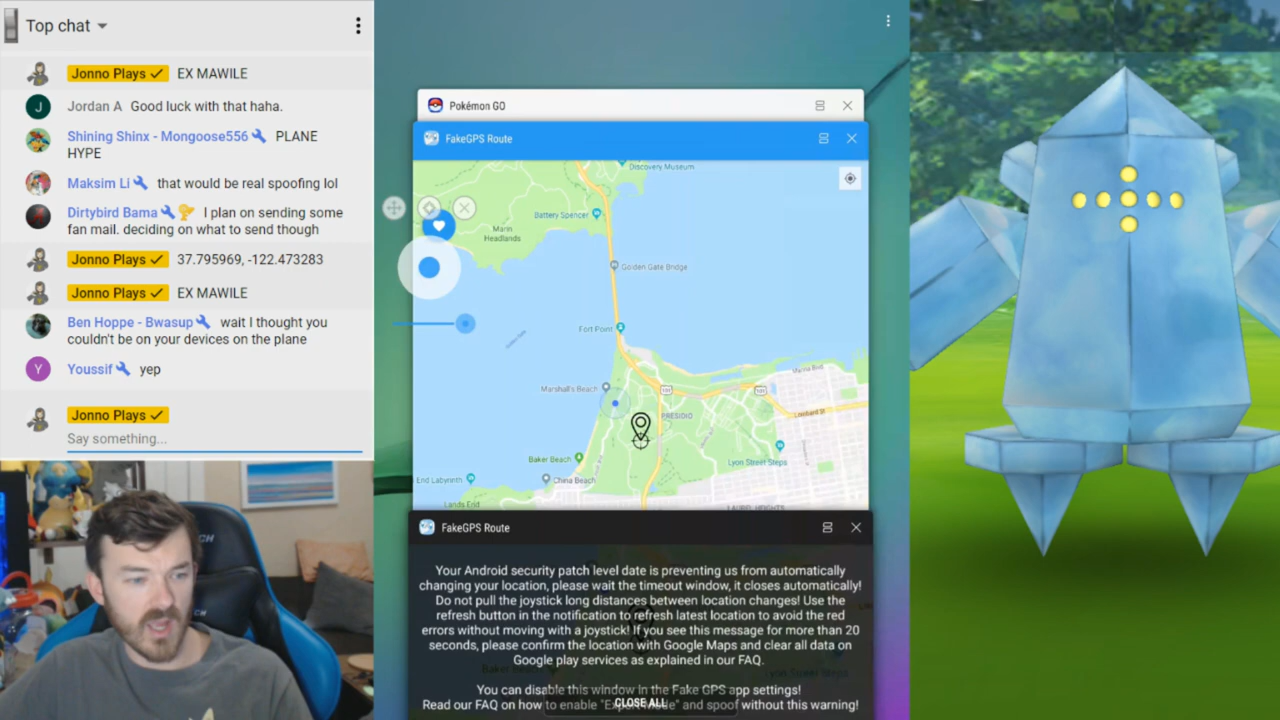 Top chat
Jonno Plays EX MAWILE
Jordan A Good luck with that haha.
Shining Shinx - Mongoose556 PLANE
HYPE
Maksim Li that would be real spoofing lol
Dirtybird Bama I plan on sending some
fan mail. deciding on what to send though
Jonno Plays 37.795969, -122.473283
Jonno Plays EX MAWILE
Ben Hoppe - Bwasup wait I thought you
couldn't be on your devices on the plane
J
Y
Youssif yep
Jonno Plays
Say something...
Pokémon GO
FakeGPS Route
Discovery Museum
Battery Spencer
Marin
Headlands
Golden Gate Bridge
Fort Point
Marshall's Beach
101
101
Marina Blvd
Lombard St
PRESIDIO
Baker Beach
Lyon Street Steps
End Labyrinth
China Beach
Lands End
LAUREL HEIGHTS
FakeGPS Route
Your Android security patch level date is preventing us from automatically
changing your location, please wait the timeout window, it closes automatically!
Do not pull the joystick long distances between location changes! Use the
refresh button in the notification to refresh latest location to avoid the red
errors without moving with a joystick! If you see this message for more than 20
seconds, please confirm the location with Google Maps and clear all data on
Google play services as explained in our FAQ.
You can disable this window in the Fake GPS app settings!
CLOSE ALL
Read our FAQ on how to enable "Expert Mode" and spoof without this warning!